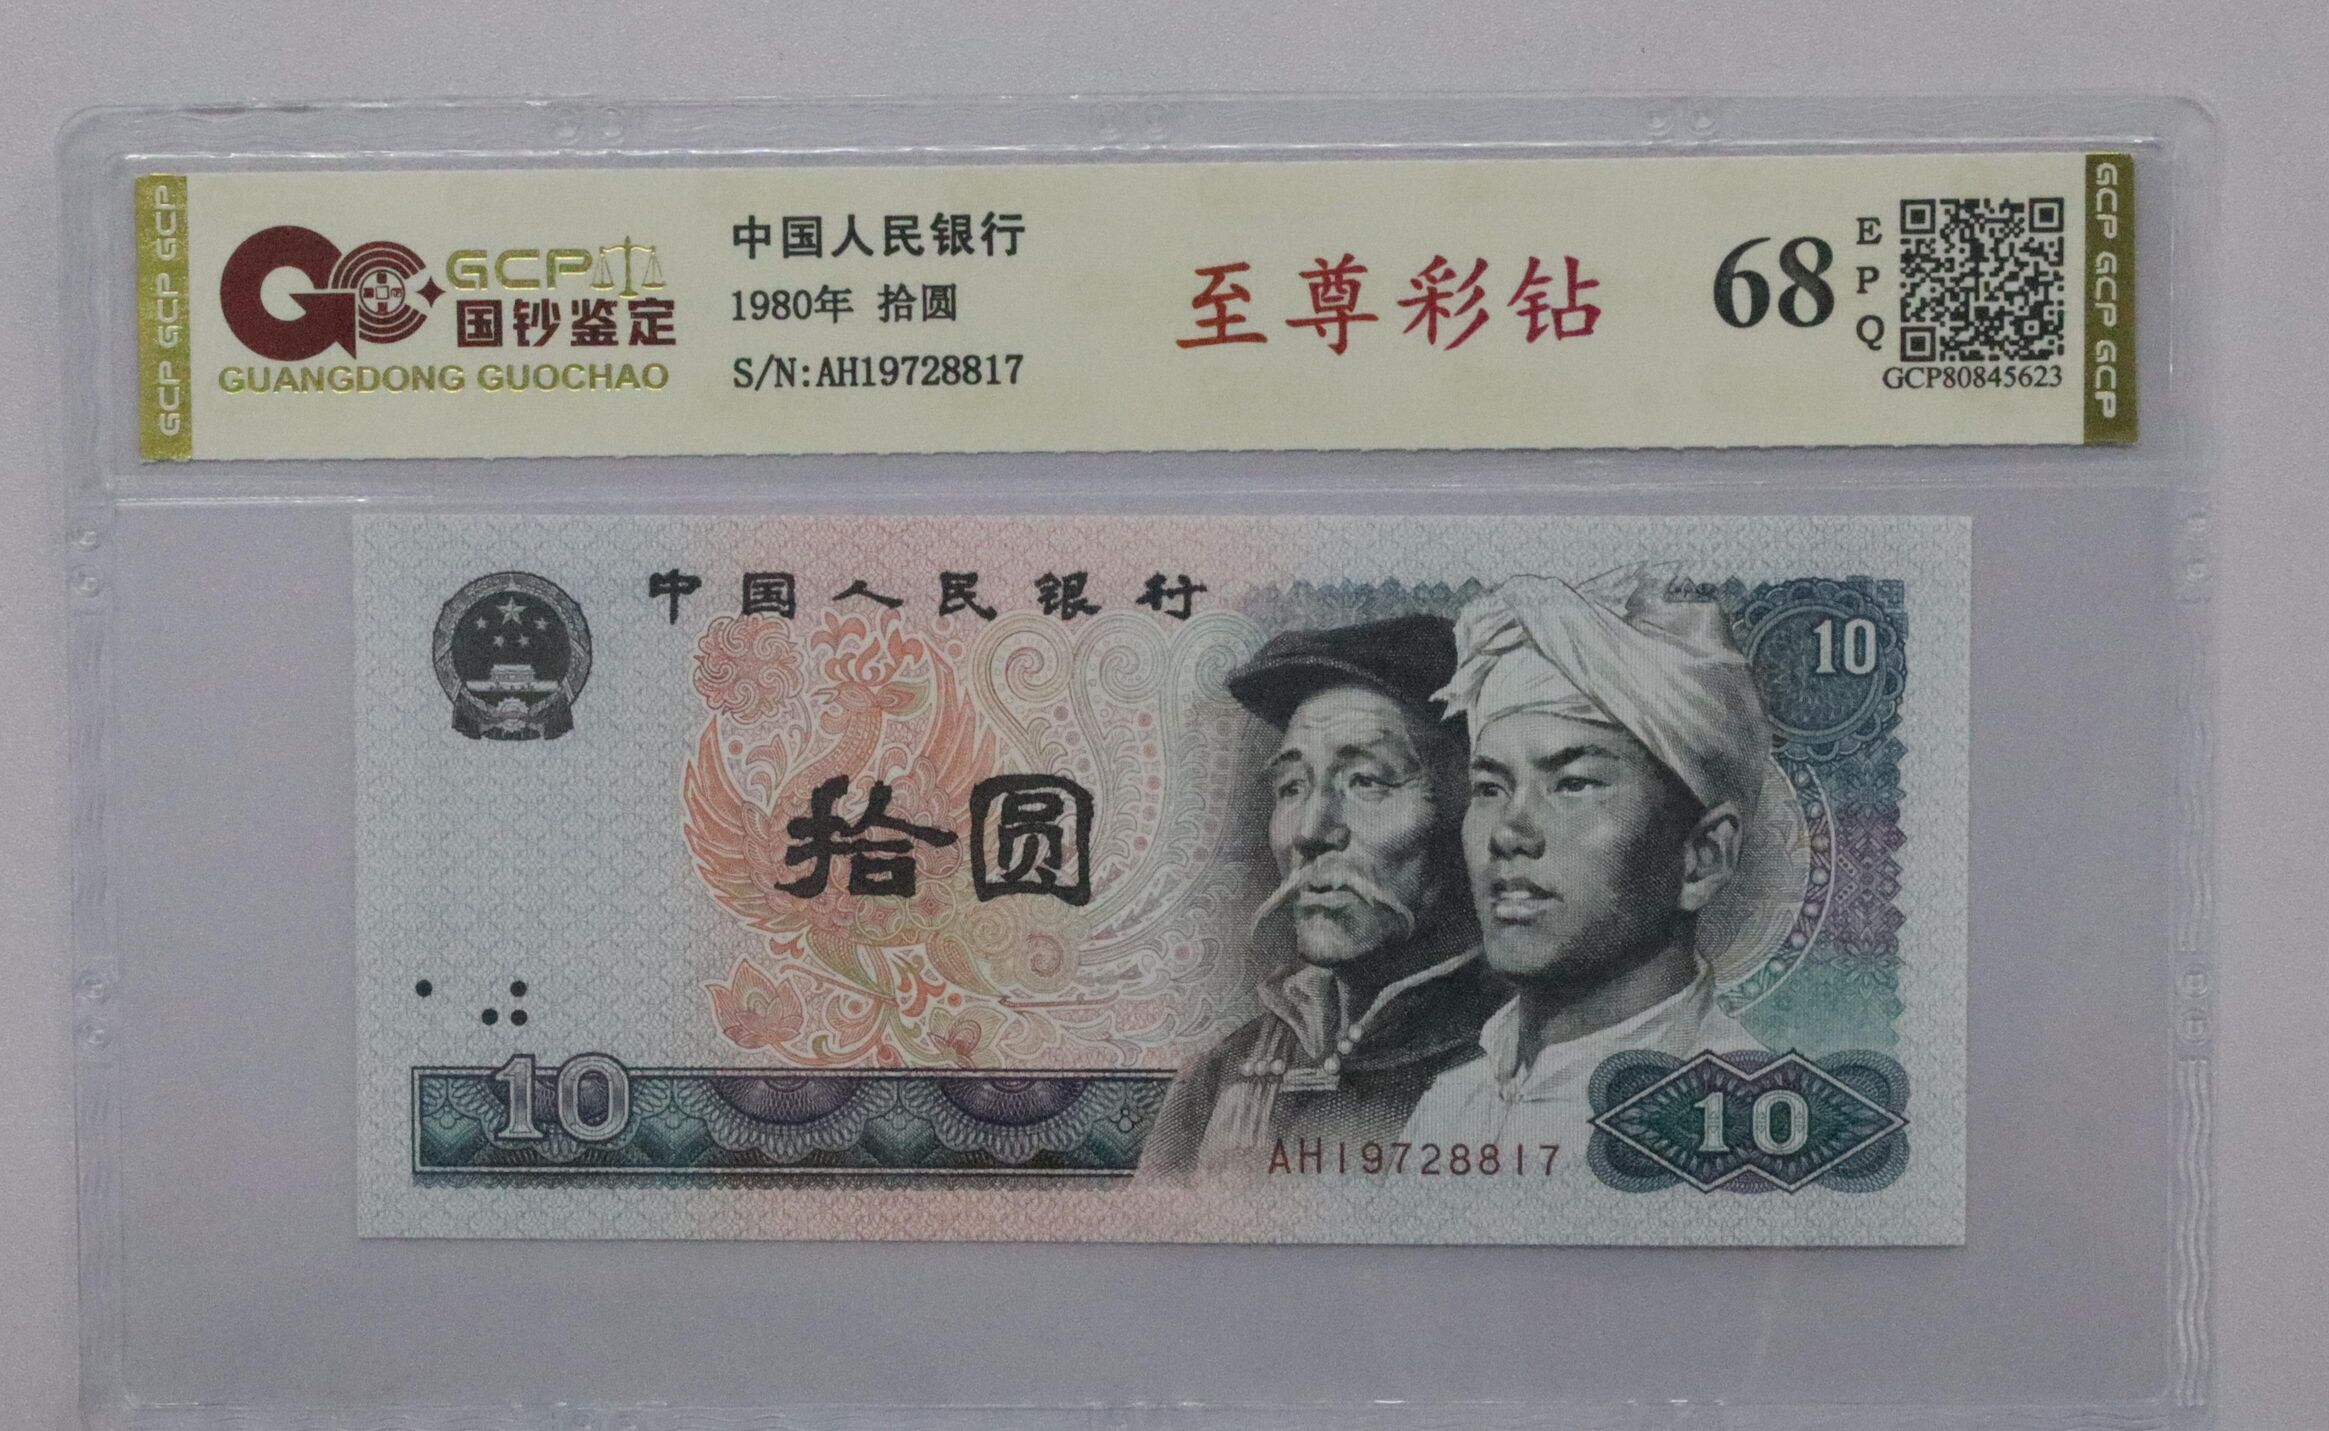 GCP GCP GCP
GCP
国钞鉴定
GUANGDONG GUOCHAO
中国人民银行
1980年 拾圆
S/N:AH19728817
至尊彩钻
68
EPQ
GCP80845623
GCP GCP GCP
中国人民银行
10
拾圆
10
AH19728817
10